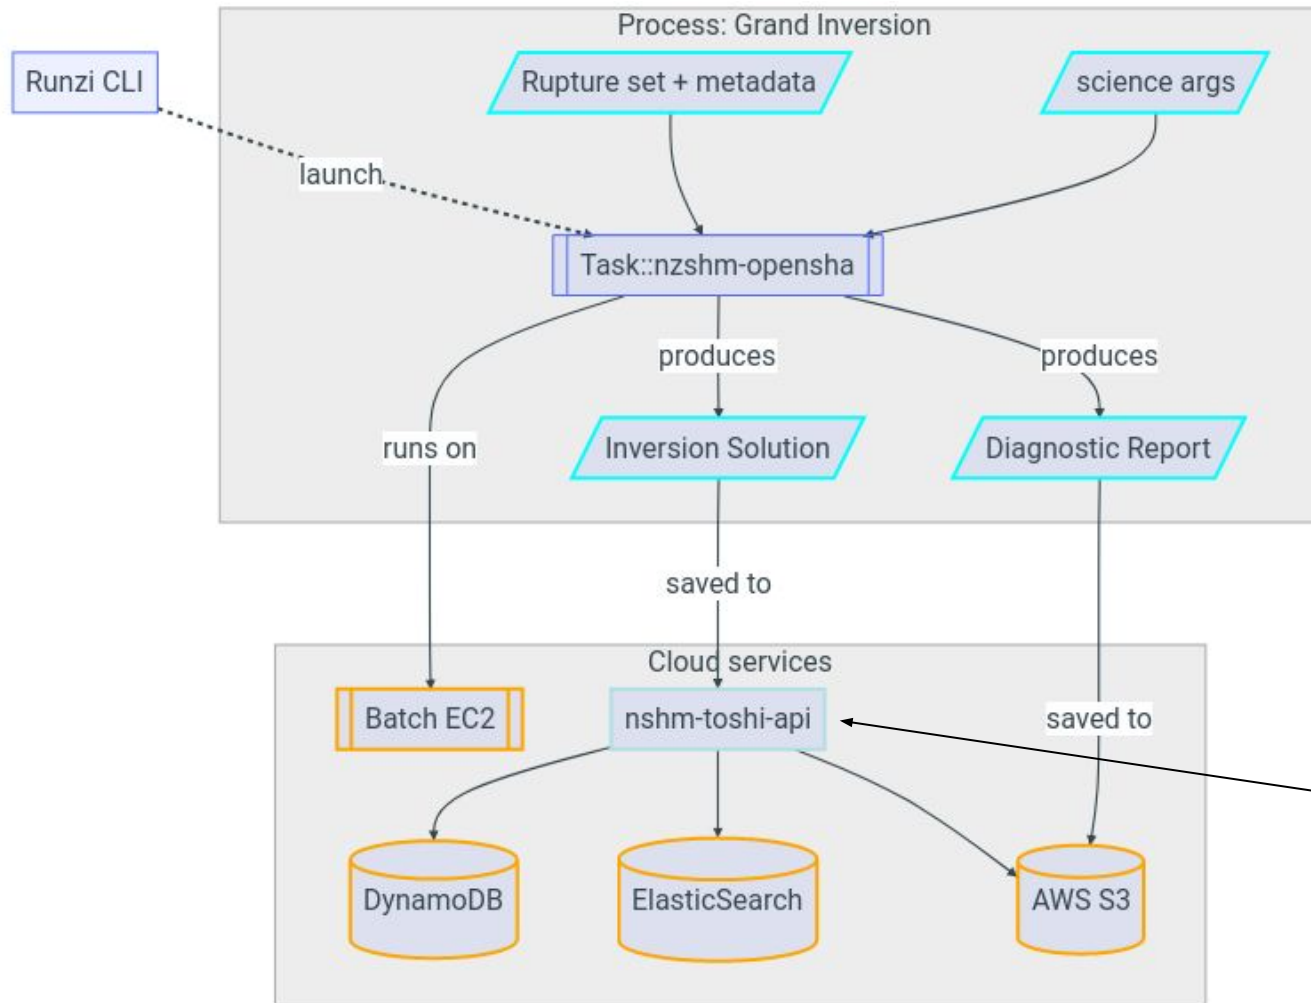 Process: Grand Inversion
Runzi CLI
Rupture set + metadata
science args
launch
Task::nzshm-opensha
produces
produces
runs on
Inversion Solution
Diagnostic Report
saved to
Cloud services
Batch EC2
nshm-toshi-api
saved to
DynamoDB
ElasticSearch
AWS S3